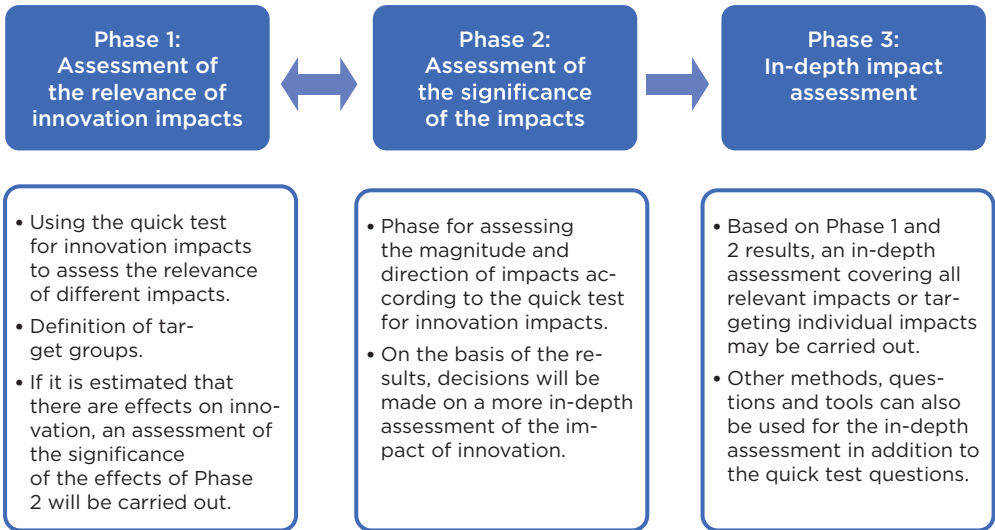 Phase 1:
Assessment of
the relevance of
innovation impacts
Phase 2:
Assessment of
the significance
of the impacts
Phase 3:
In-depth impact
assessment
• Using the quick test
for innovation impacts
to assess the relevance
of different impacts.
• Definition of tar-
get groups.
• If it is estimated that
there are effects on inno-
vation, an assessment of
the significance
of the effects of Phase
2 will be carried out.
• Phase for assessing
the magnitude and
direction of impacts ac-
cording to the quick test
for innovation impacts.
• On the basis of the re-
sults, decisions will be
made on a more in-depth
assessment of the im-
pact of innovation.
• Based on Phase 1 and
2 results, an in-depth
assessment covering all
relevant impacts or tar-
geting individual impacts
may be carried out.
• Other methods, ques-
tions and tools can also
be used for the in-depth
assessment in addition to
the quick test questions.